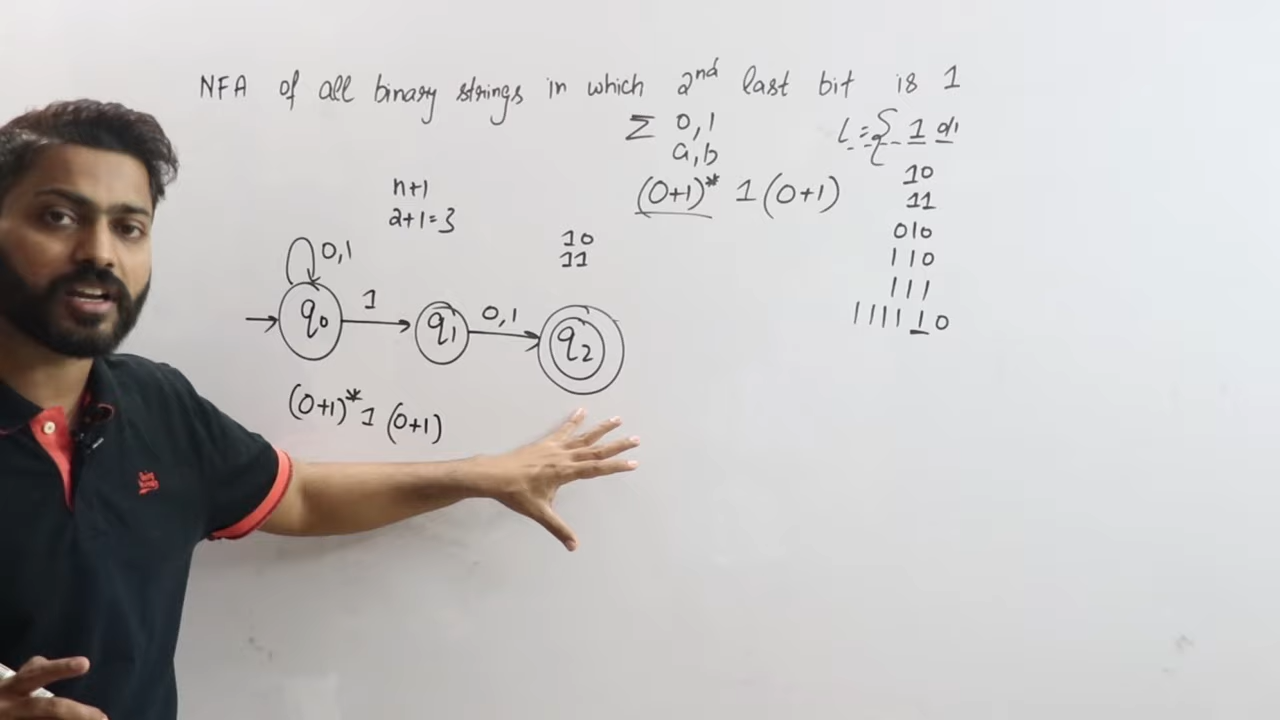 NFA of all binary strings in which 2nd last bit is 1
Σ 0,1
a,b
L={ _ _ _ 1 0/1
(0+1)* 1 (0+1)
10
11
010
110
111
111110
n+1
2+1=3
10
11
0,1
q0
1
q1
0,1
q2
(0+1)* 1 (0+1)